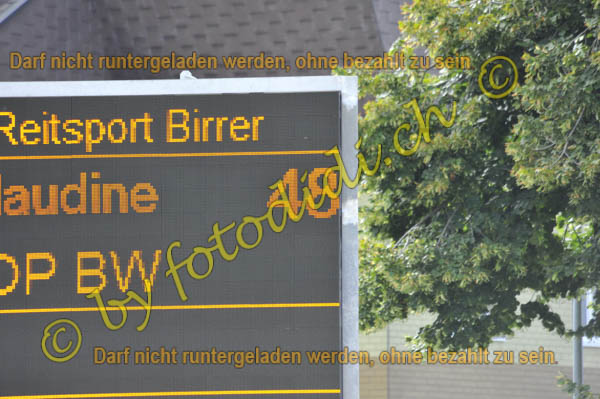 Darf nicht runtergeladen werden, ohne bezahlt zu sein
Reitsport Birrer
laudine 48
OP BW
© by fotodidi.ch ©
Darf nicht runtergeladen werden, ohne bezahlt zu sein.